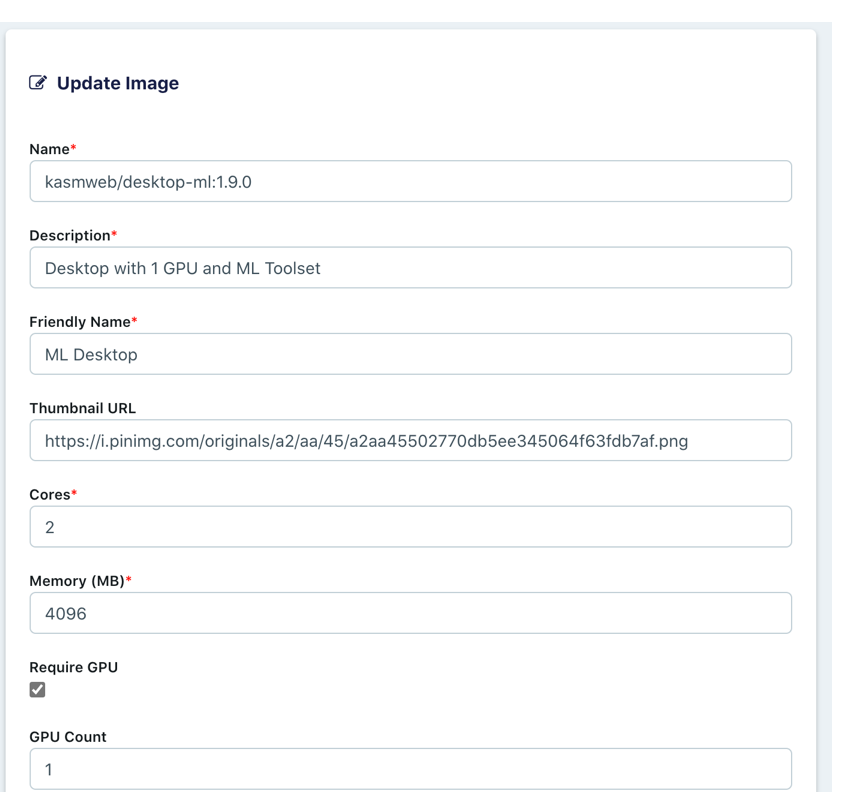 Update Image
Name*
kasmweb/desktop-ml:1.9.0
Description*
Desktop with 1 GPU and ML Toolset
Friendly Name*
ML Desktop
Thumbnail URL
https://i.pinimg.com/originals/a2/aa/45/a2aa45502770db5ee345064f63fdb7af.png
Cores*
2
Memory (MB)*
4096
Require GPU
GPU Count
1